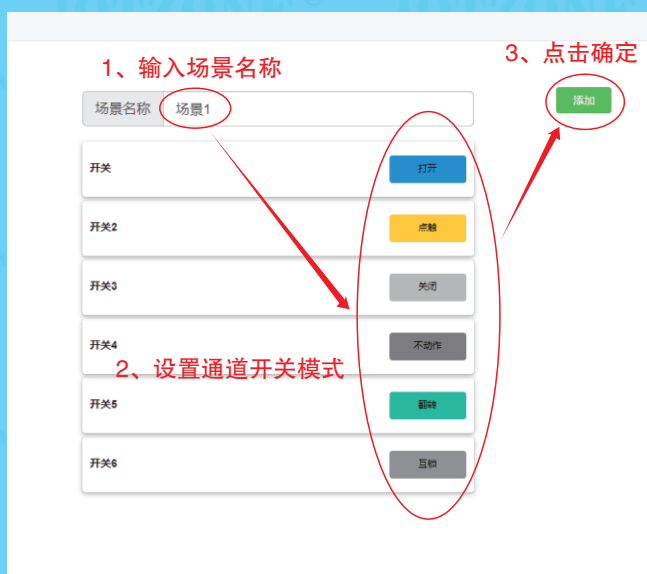 1、输入场景名称
3、点击确定
场景名称 场景1
添加
开关 打开
开关2 点触
开关3 关闭
开关4 不动作
2、设置通道开关模式
开关5 翻转
开关6 互锁